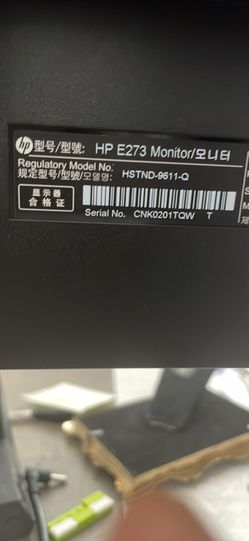 hp 型号/型號: HP E273 Monitor/모니터
Regulatory Model No.
规定型号/型號/모델명: HSTND-9611-Q
显示器
合格证
Serial No. CNK0201TQW T